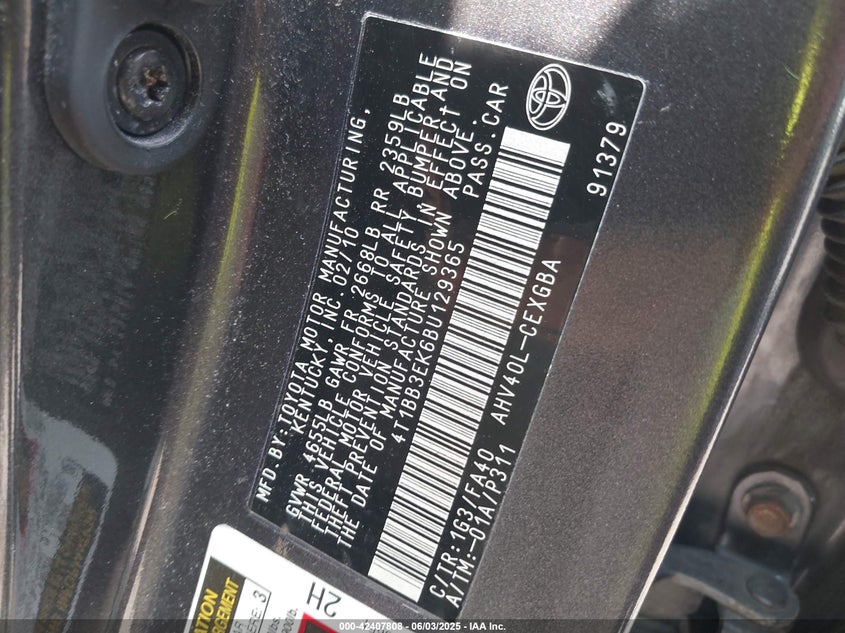 MFD.BY:TOYOTA MOTOR MANUFACTURING,
KENTUCKY, INC.02/10
GVWR 4655LB GAWR FR 2668LB RR 2359LB
THIS VEHICLE CONFORMS TO ALL APPLICABLE
FEDERAL MOTOR VEHICLE SAFETY, BUMPER AND
THEFT PREVENTION STANDARDS IN EFFECT ON
THE DATE OF MANUFACTURE SHOWN ABOVE.
4T1BB3EK6BU129365 PASS.CAR
C/TR:1G3/FA40 AHV40L-CEXGBA
A/TM:-01A/P311
91379
2H
3
000-42407808 - 06/03/2025 - IAA Inc.